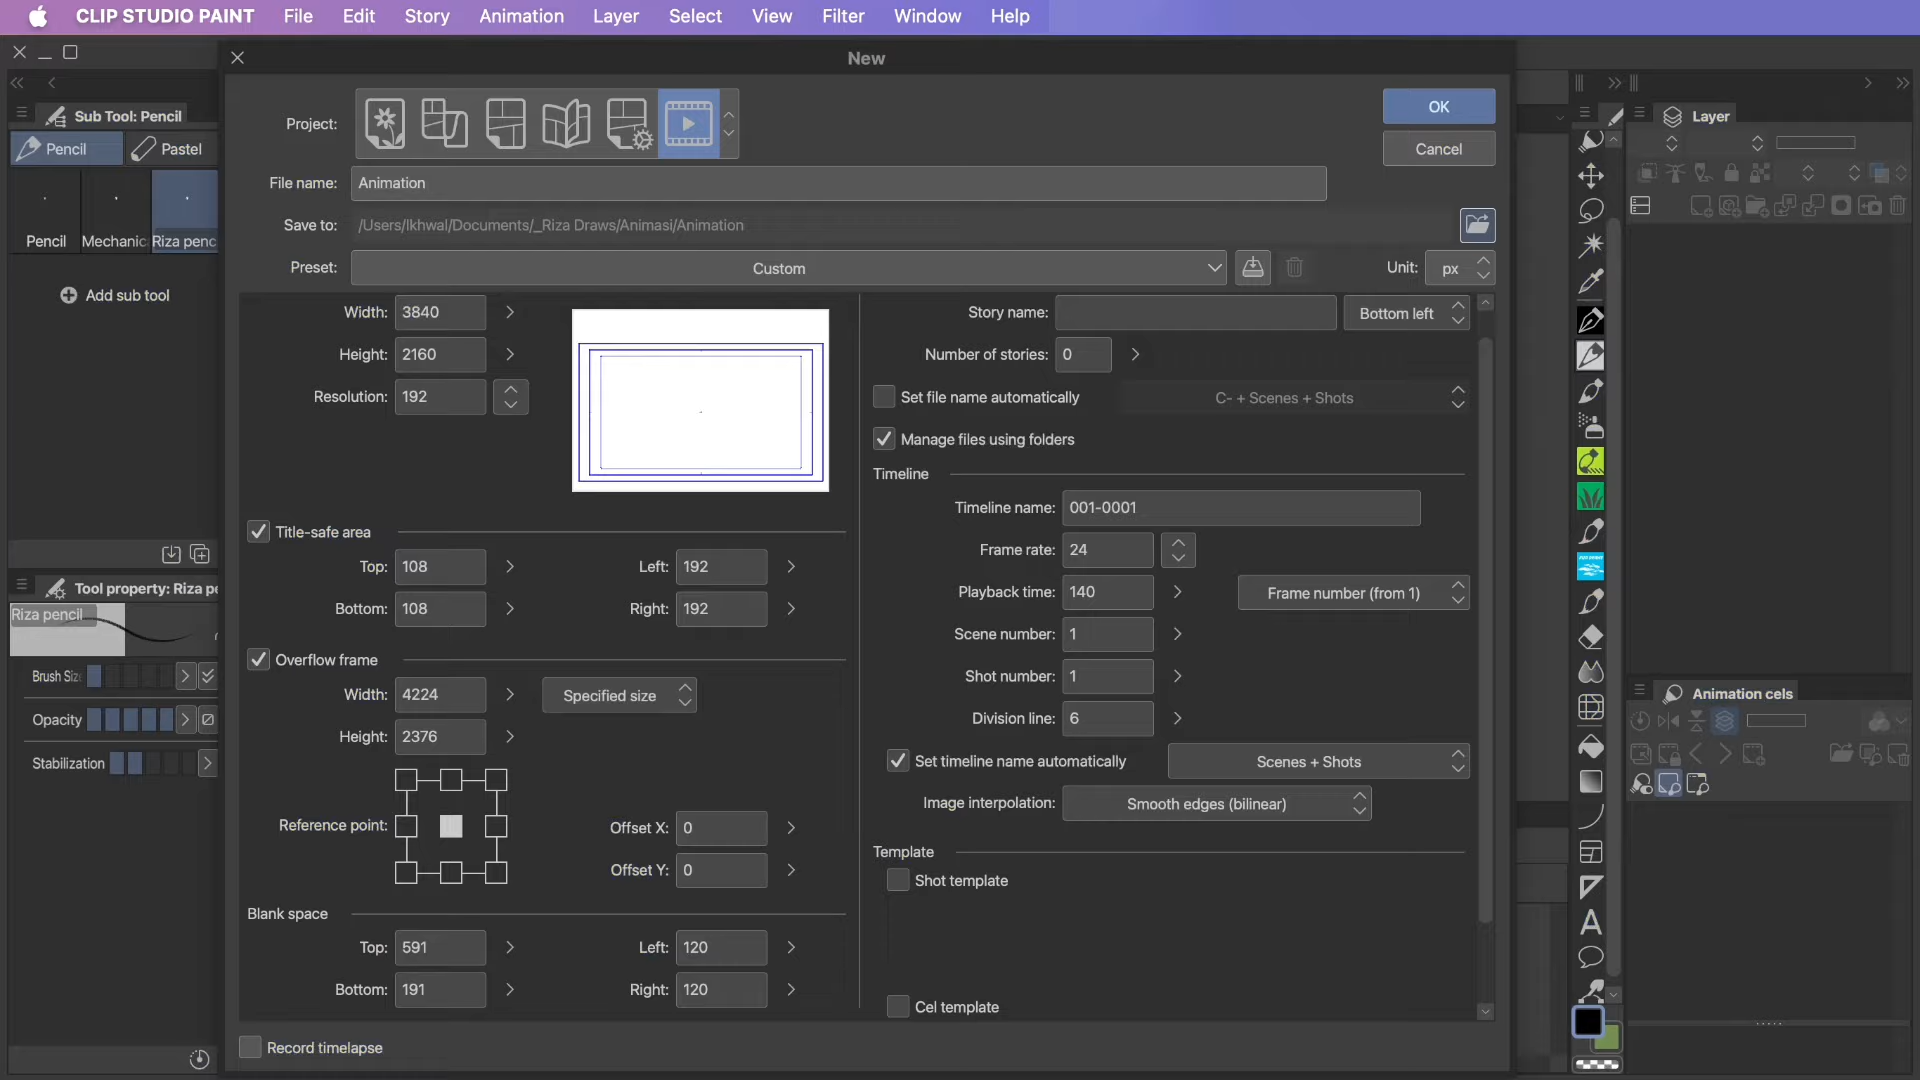 CLIP STUDIO PAINT File Edit Story Animation Layer Select View Filter Window Help
New
Project:
OK
Cancel
File name: Animation
Save to: /Users/Ikhwal/Documents/_Riza Draws/Animasi/Animation
Preset: Custom
Unit: px
Sub Tool: Pencil
Pencil Pastel
Pencil Mechanic Riza penc
Add sub tool
Tool property: Riza pe
Riza pencil
Brush Siz
Opacity
Stabilization
Width: 3840
Height: 2160
Resolution: 192
Title-safe area
Top: 108 Left: 192
Bottom: 108 Right: 192
Overflow frame
Width: 4224 Specified size
Height: 2376
Reference point:
Offset X: 0
Offset Y: 0
Blank space
Top: 591 Left: 120
Bottom: 191 Right: 120
Record timelapse
Story name: Bottom left
Number of stories: 0
Set file name automatically C- + Scenes + Shots
Manage files using folders
Timeline
Timeline name: 001-0001
Frame rate: 24
Playback time: 140 Frame number (from 1)
Scene number: 1
Shot number: 1
Division line: 6
Set timeline name automatically Scenes + Shots
Image interpolation: Smooth edges (bilinear)
Template
Shot template
Cel template
Layer
Animation cels